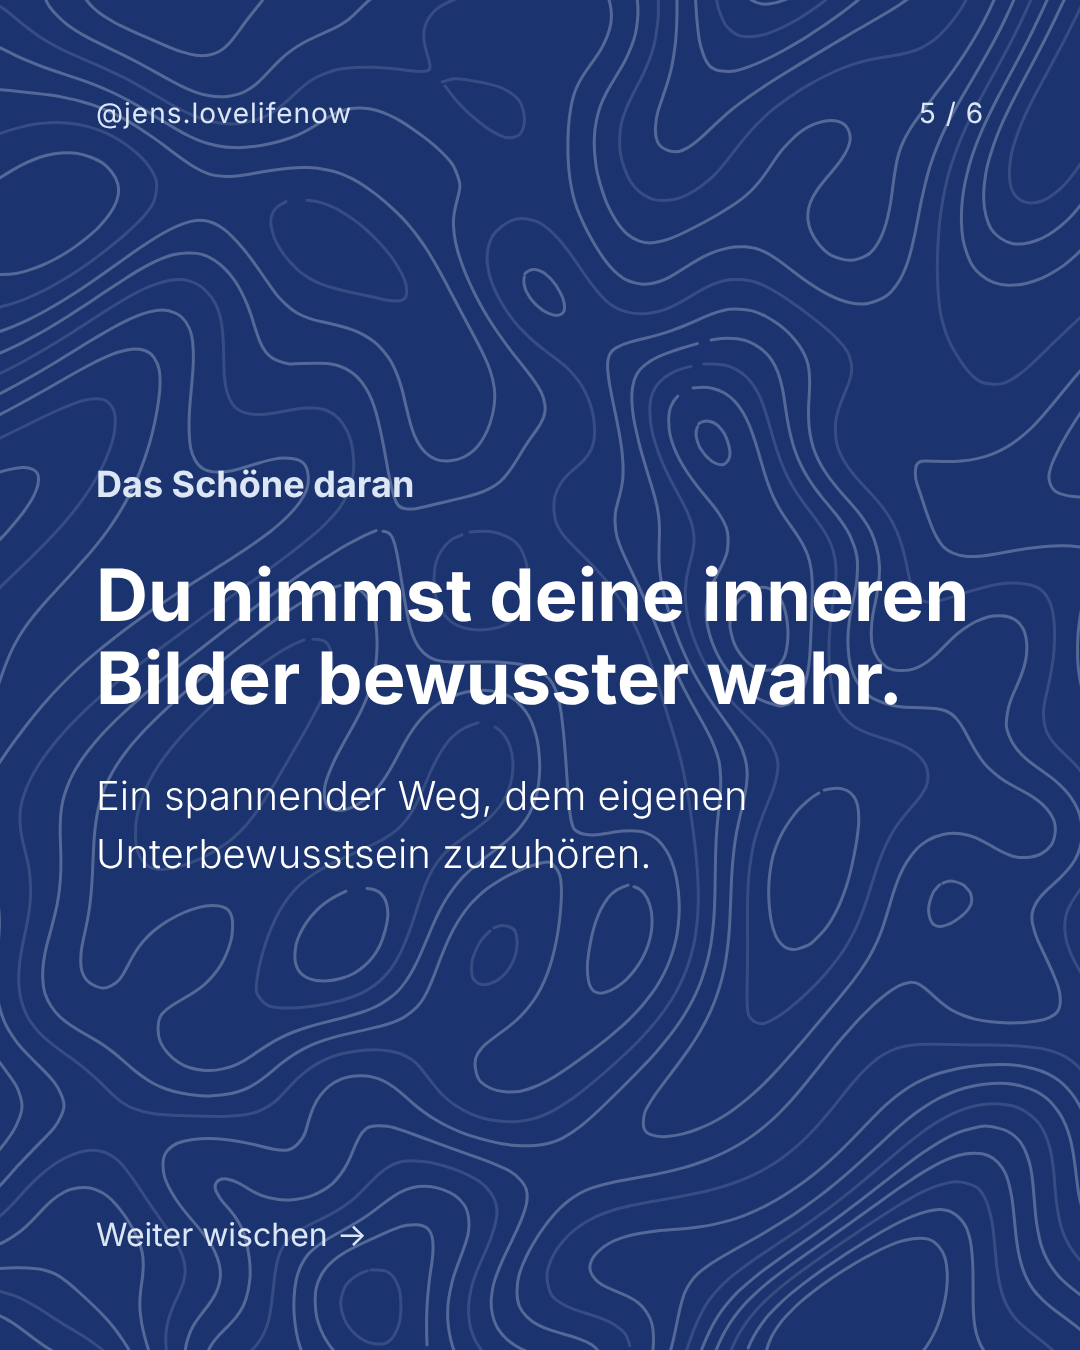 @jens.lovelifenow
5 / 6
Das Schöne daran
Du nimmst deine inneren
Bilder bewusster wahr.
Ein spannender Weg, dem eigenen
Unterbewusstsein zuzuhören.
Weiter wischen →